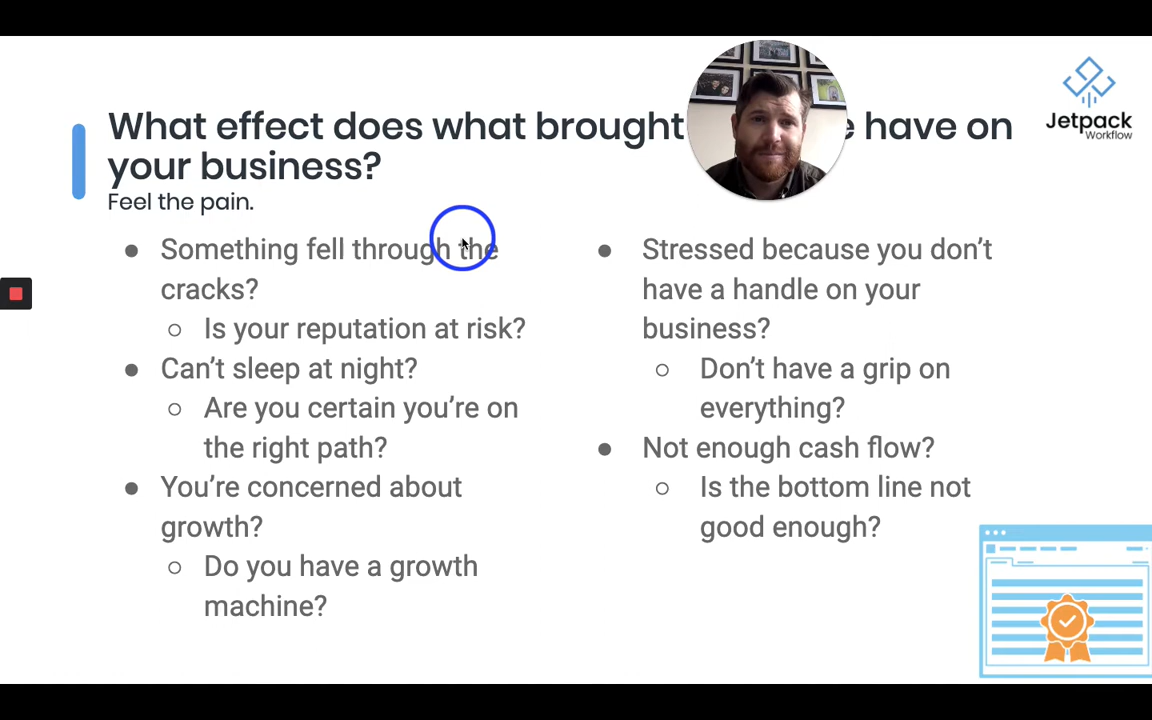 What effect does what brought have on
your business?
Feel the pain.
Jetpack
Workflow
● Something fell through the
cracks?
○ Is your reputation at risk?
● Can't sleep at night?
○ Are you certain you're on
the right path?
● You're concerned about
growth?
○ Do you have a growth
machine?
● Stressed because you don't
have a handle on your
business?
○ Don't have a grip on
everything?
● Not enough cash flow?
○ Is the bottom line not
good enough?